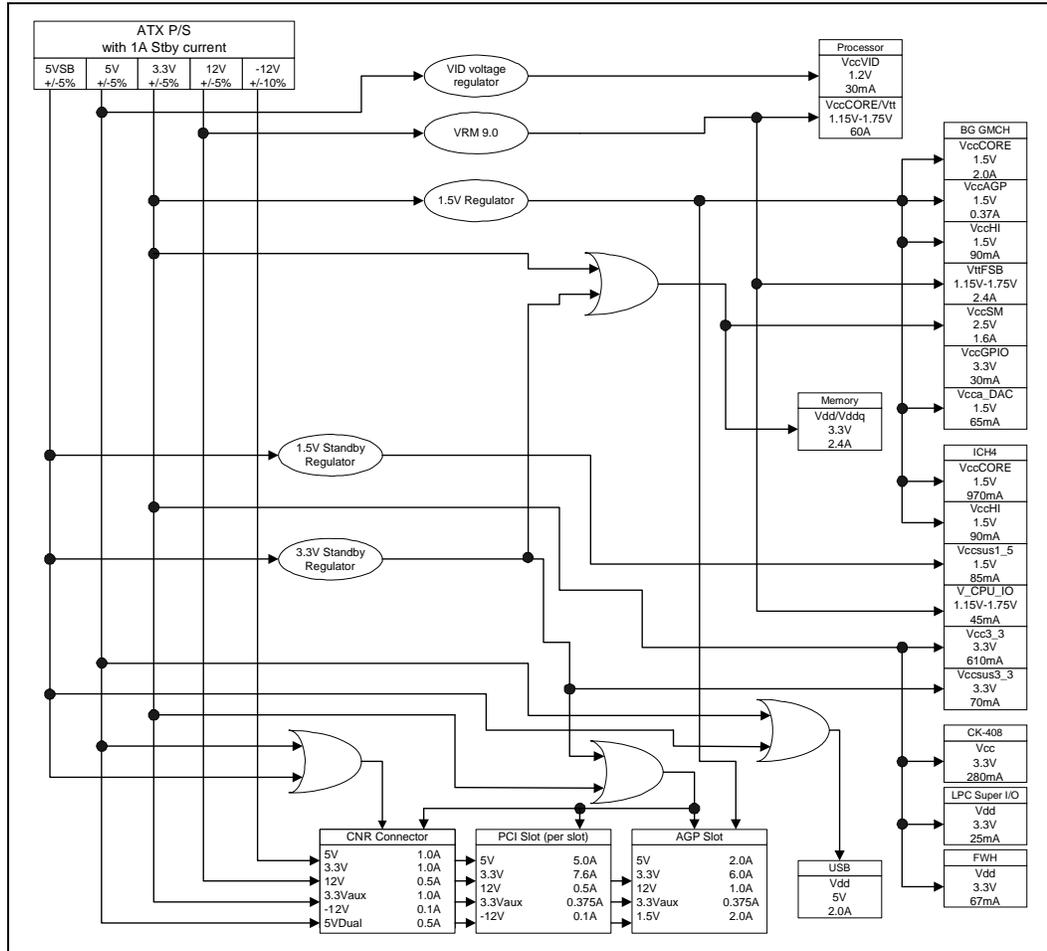 ATX P/S
with 1A Stby current
5VSB
+/-5%
5V
+/-5%
3.3V
+/-5%
12V
+/-5%
-12V
+/-10%
VID voltage
regulator
VRM 9.0
1.5V Regulator
1.5V Standby
Regulator
3.3V Standby
Regulator
Processor
VccVID
1.2V
30mA
VccCORE/Vtt
1.15V-1.75V
60A
BG GMCH
VccCORE
1.5V
2.0A
VccAGP
1.5V
0.37A
VccHI
1.5V
90mA
VttFSB
1.15V-1.75V
2.4A
VccSM
2.5V
1.6A
VccGPIO
3.3V
30mA
Vcca_DAC
1.5V
65mA
Memory
Vdd/Vddq
3.3V
2.4A
ICH4
VccCORE
1.5V
970mA
VccHI
1.5V
90mA
Vccsus1_5
1.5V
85mA
V_CPU_IO
1.15V-1.75V
45mA
Vcc3_3
3.3V
610mA
Vccsus3_3
3.3V
70mA
CK-408
Vcc
3.3V
280mA
LPC Super I/O
Vdd
3.3V
25mA
FWH
Vdd
3.3V
67mA
CNR Connector
5V 1.0A
3.3V 1.0A
12V 0.5A
3.3Vaux 1.0A
-12V 0.1A
5VDual 0.5A
PCI Slot (per slot)
5V 5.0A
3.3V 7.6A
12V 0.5A
3.3Vaux 0.375A
-12V 0.1A
AGP Slot
5V 2.0A
3.3V 6.0A
12V 1.0A
3.3Vaux 0.375A
1.5V 2.0A
USB
Vdd
5V
2.0A